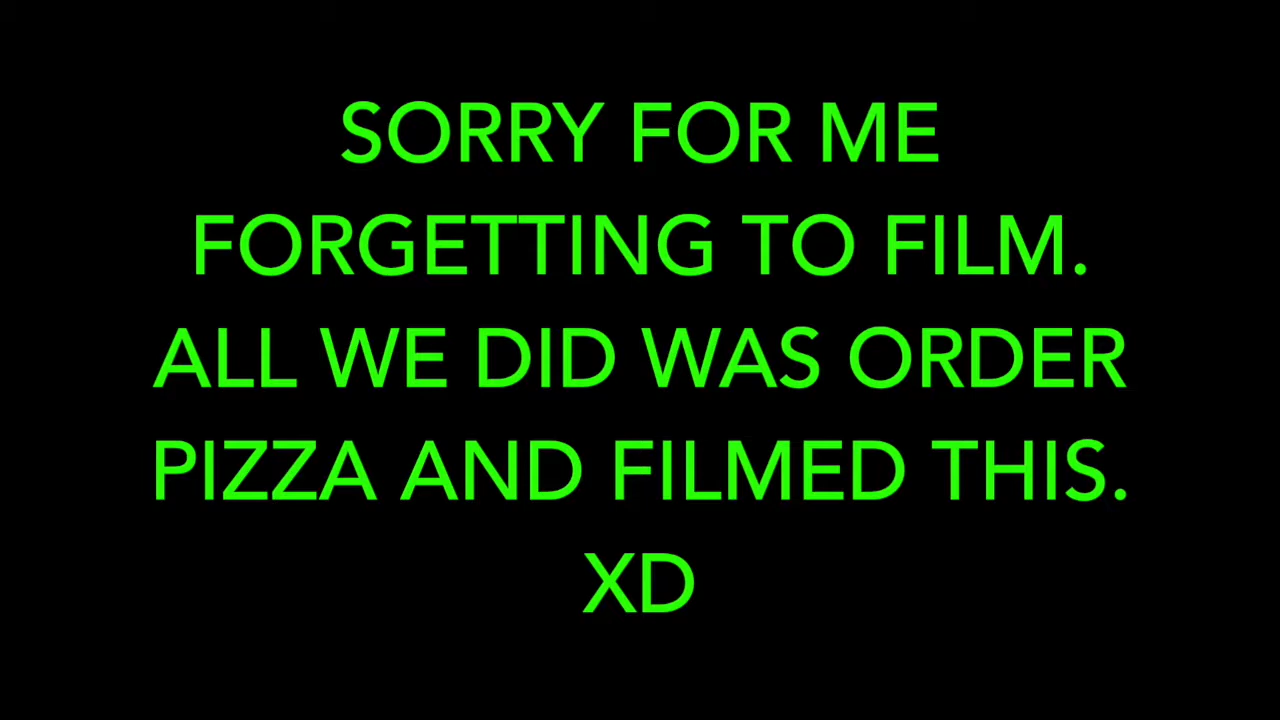 SORRY FOR ME
FORGETTING TO FILM.
ALL WE DID WAS ORDER
PIZZA AND FILMED THIS.
XD